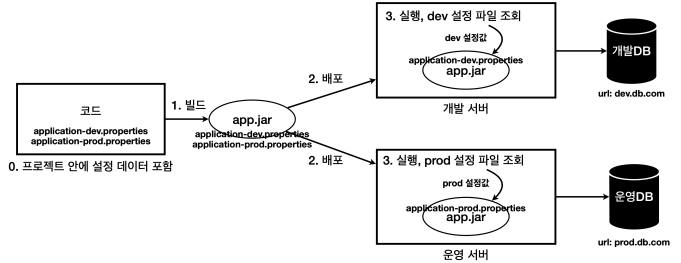 코드
application-dev.properties
application-prod.properties
0. 프로젝트 안에 설정 데이터 포함
1. 빌드
app.jar
application-dev.properties
application-prod.properties
2. 배포
2. 배포
3. 실행, dev 설정 파일 조회
dev 설정값
application-dev.properties
app.jar
개발 서버
개발DB
url: dev.db.com
3. 실행, prod 설정 파일 조회
prod 설정값
application-prod.properties
app.jar
운영 서버
운영DB
url: prod.db.com